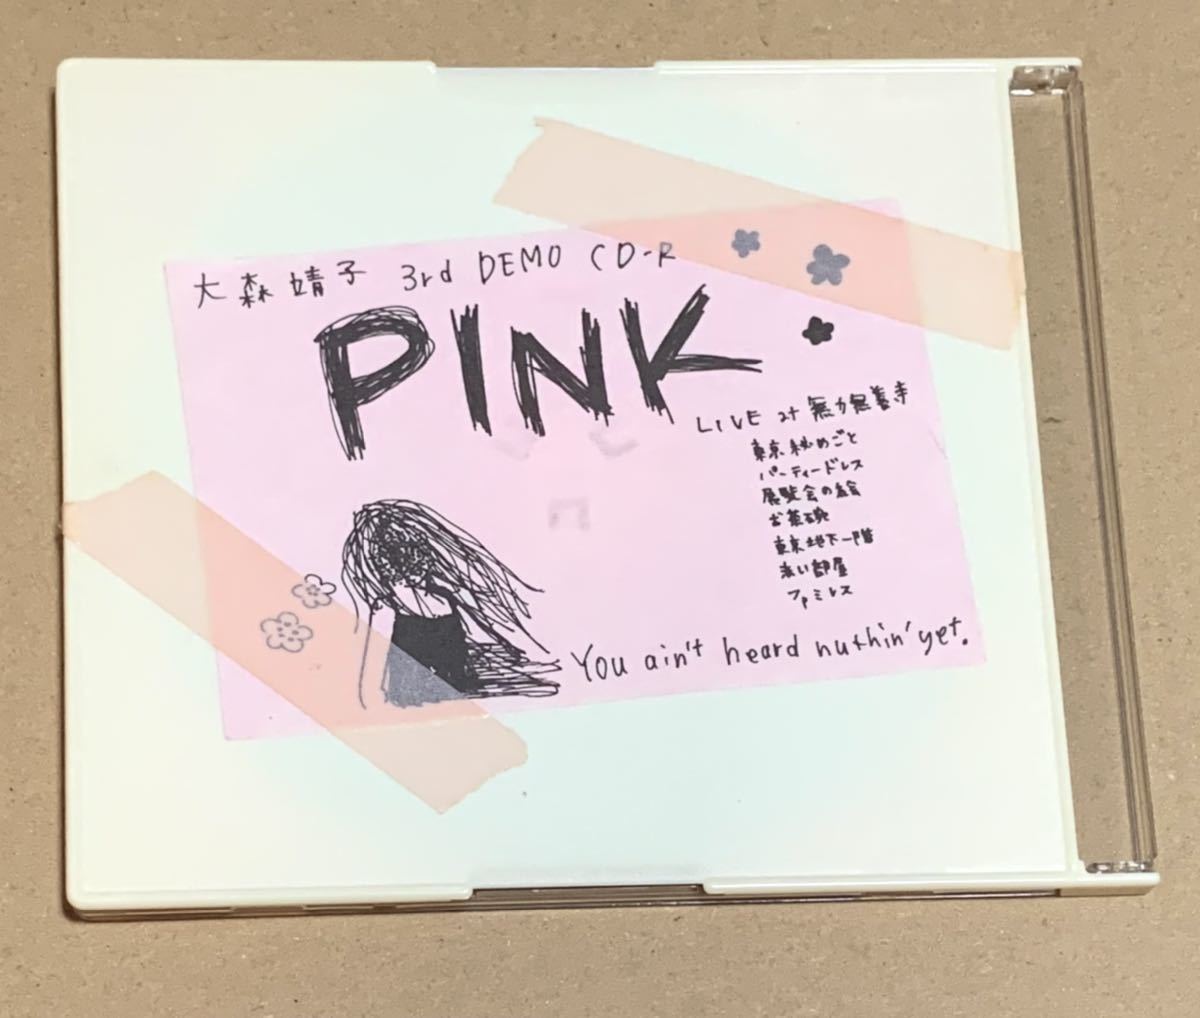 大森靖子 3rd DEMO CD-R
PINK
LIVE at 無力無善寺
東京秘めごと
パーティードレス
展覧会の絵
お茶碗
東京地下一階
赤い部屋
ファミレス
You ain't heard nuthin' yet.